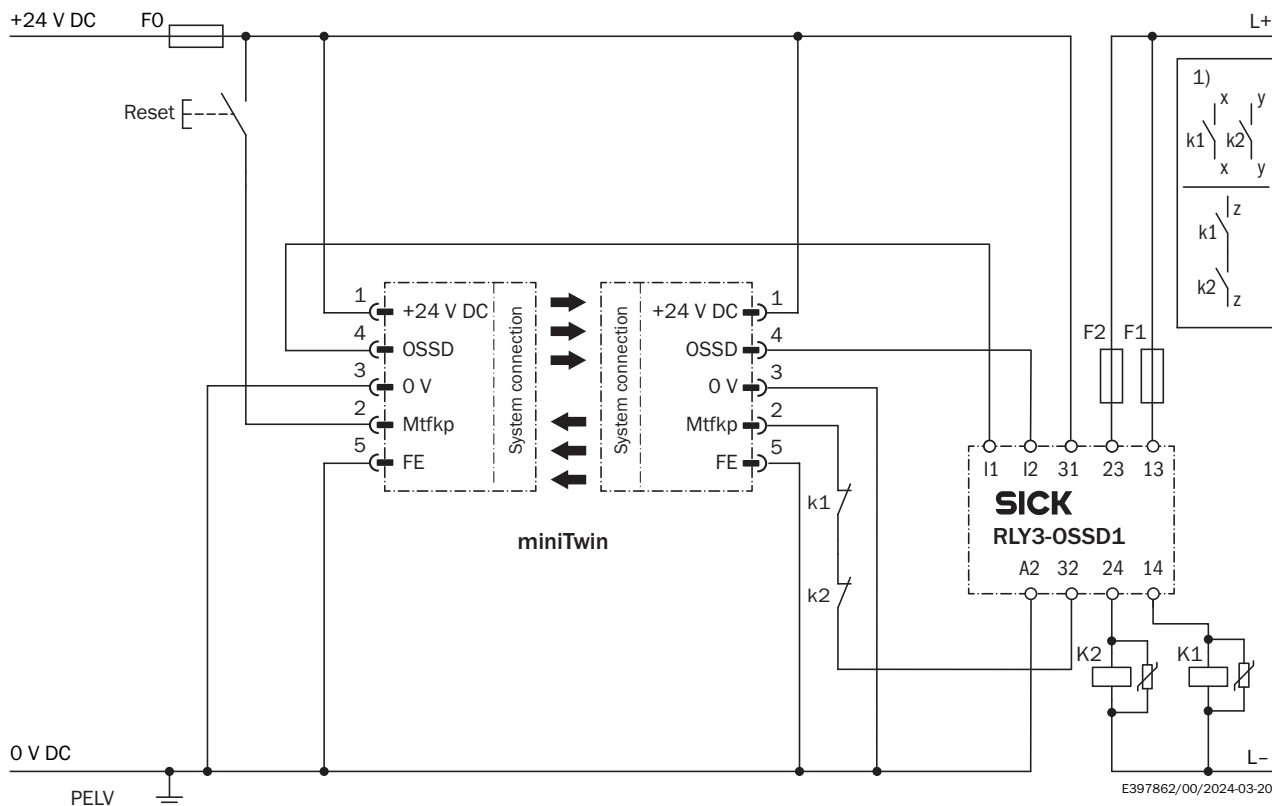 +24 V DC F0 L+
Reset
1)
x y
k1 k2
x y
z
k1
k2
z
1 +24 V DC
4 OSSD
3 0 V
2 Mtfkp
5 FE
System connection
System connection
+24 V DC 1
OSSD 4
0 V 3
Mtfkp 2
FE 5
miniTwin
k1
k2
F2 F1
I1 I2 31 23 13
SICK
RLY3-OSSD1
A2 32 24 14
K2 K1
0 V DC L−
PELV
E397862/00/2024-03-20